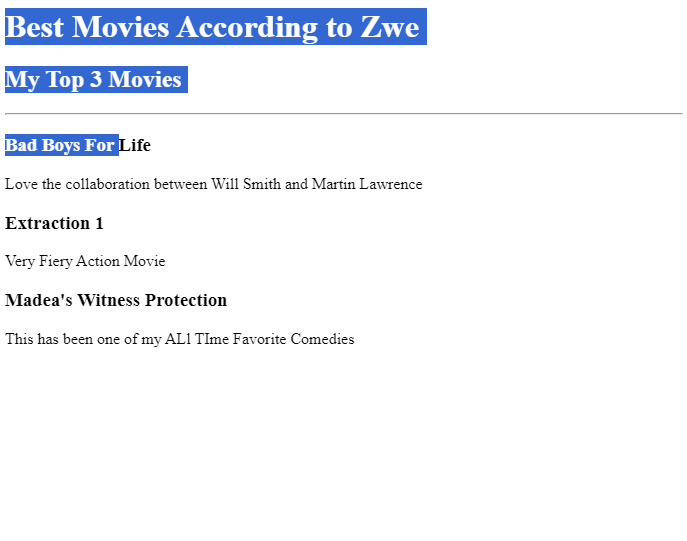 Best Movies According to Zwe
My Top 3 Movies
Bad Boys For Life
Love the collaboration between Will Smith and Martin Lawrence
Extraction 1
Very Fiery Action Movie
Madea's Witness Protection
This has been one of my ALl TIme Favorite Comedies